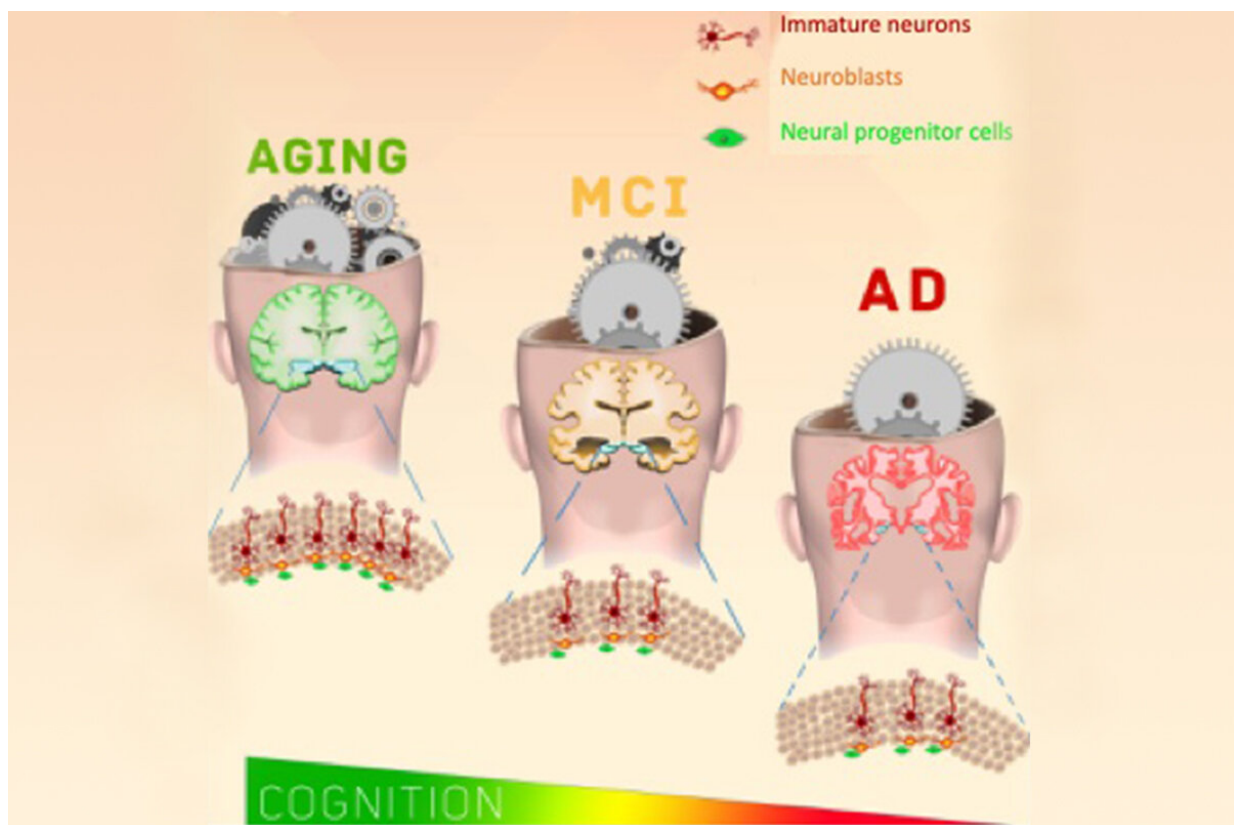 Immature neurons
Neuroblasts
Neural progenitor cells
AGING
MCI
AD
COGNITION